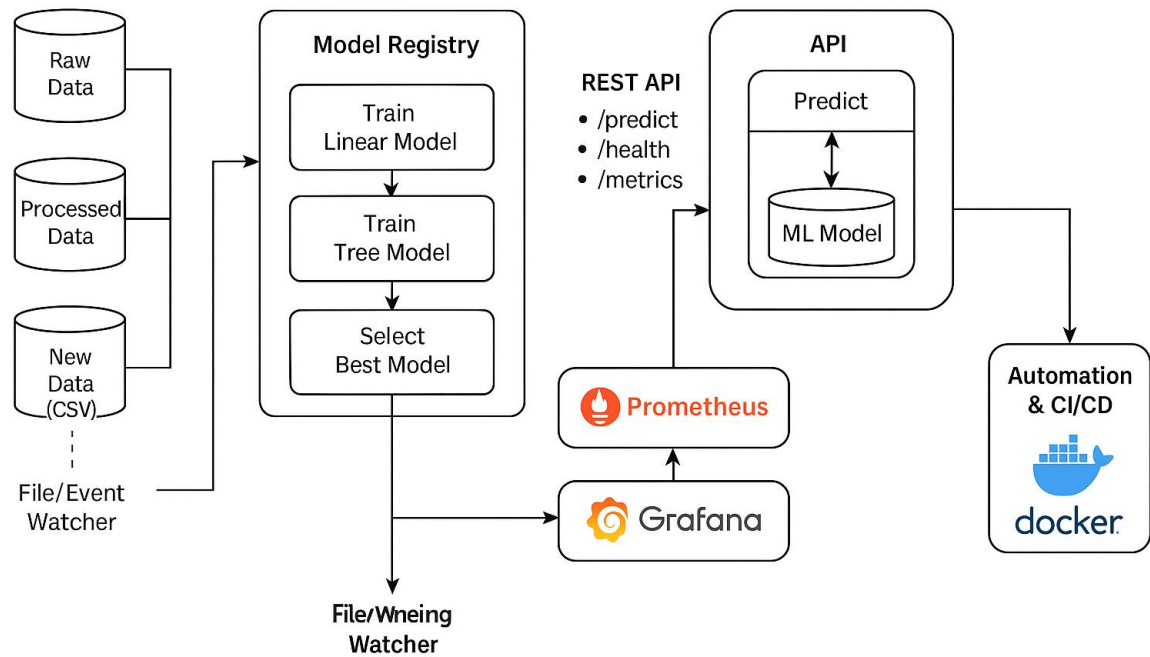 Raw
Data
Processed
Data
New
Data
(CSV)
File/Event
Watcher
Model Registry
Train
Linear Model
Train
Tree Model
Select
Best Model
File/Wneing
Watcher
REST API
• /predict
• /health
• /metrics
Prometheus
Grafana
API
Predict
ML Model
Automation
& CI/CD
docker